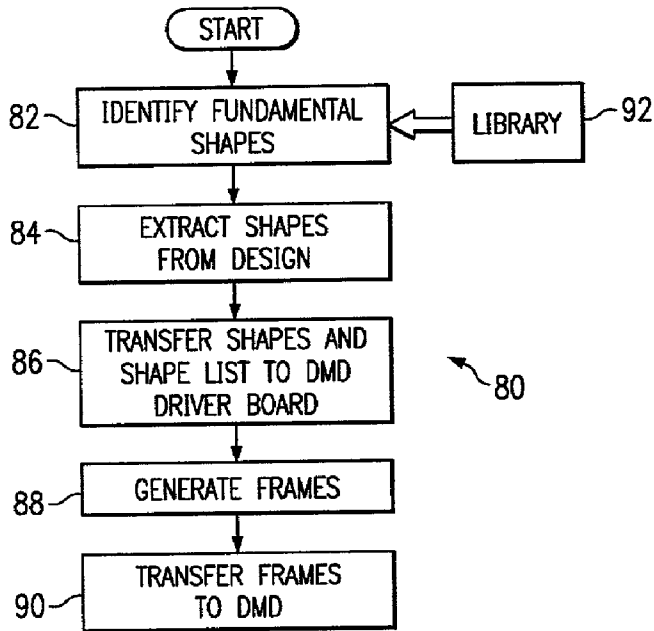 START
82
IDENTIFY FUNDAMENTAL
SHAPES
LIBRARY
92
84
EXTRACT SHAPES
FROM DESIGN
86
TRANSFER SHAPES AND
SHAPE LIST TO DMD
DRIVER BOARD
80
88
GENERATE FRAMES
90
TRANSFER FRAMES
TO DMD